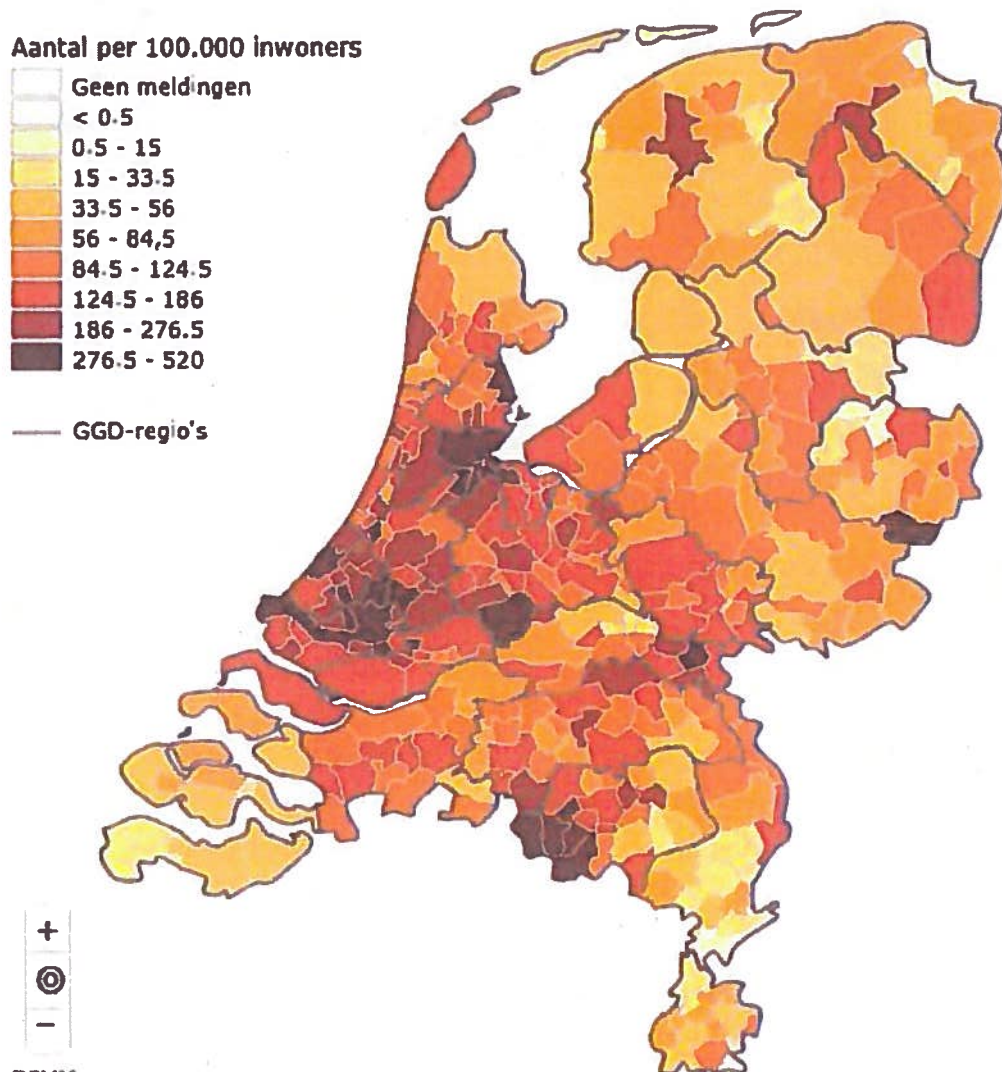 Aantal per 100.000 inwoners
Geen meldingen
< 0.5
0.5 - 15
15 - 33.5
33.5 - 56
56 - 84,5
84.5 - 124.5
124.5 - 186
186 - 276.5
276.5 - 520
GGD-regio's
+
−